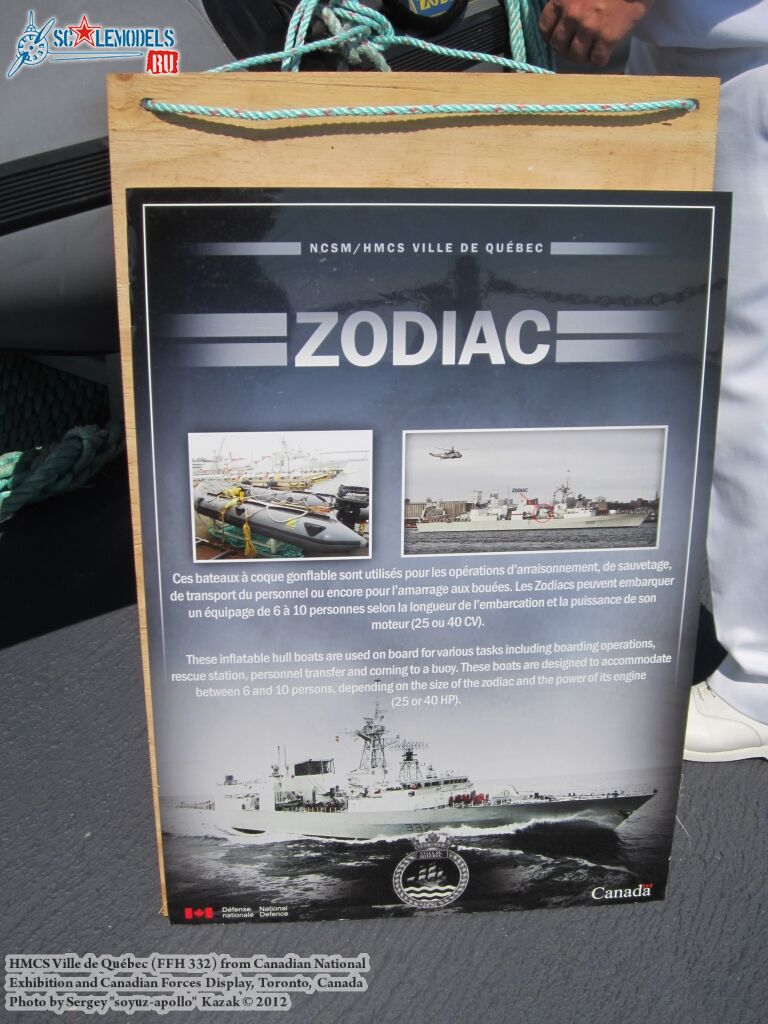 SCALEMODELS
RU
NCSM/HMCS VILLE DE QUÉBEC
ZODIAC
ZODIAC
Ces bateaux à coque gonflable sont utilisés pour les opérations d'arraisonnement, de sauvetage,
de transport du personnel ou encore pour l'amarrage aux bouées. Les Zodiacs peuvent embarquer
un équipage de 6 à 10 personnes selon la longueur de l'embarcation et la puissance de son
moteur (25 ou 40 CV).
These inflatable hull boats are used on board for various tasks including boarding operations,
rescue station, personnel transfer and coming to a buoy. These boats are designed to accommodate
between 6 and 10 persons, depending on the size of the zodiac and the power of its engine
(25 or 40 HP).
332
Défense National
nationale Defence
Canada
HMCS Ville de Québec (FFH 332) from Canadian National
Exhibition and Canadian Forces Display, Toronto, Canada
Photo by Sergey "soyuz-apollo" Kazak © 2012